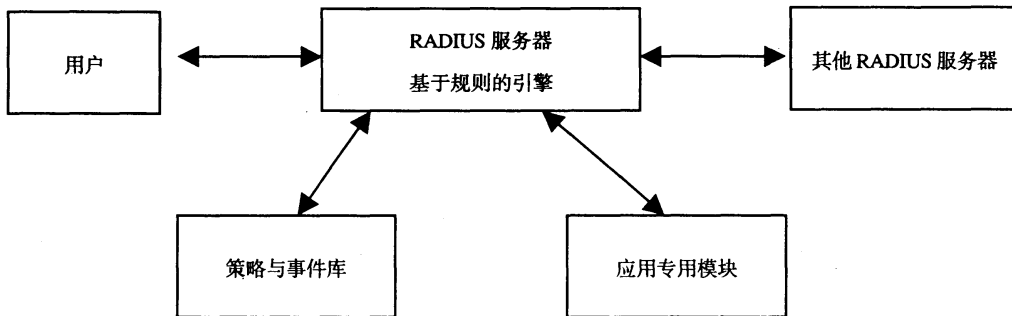 用户
RADIUS 服务器
基于规则的引擎
其他 RADIUS 服务器
策略与事件库
应用专用模块